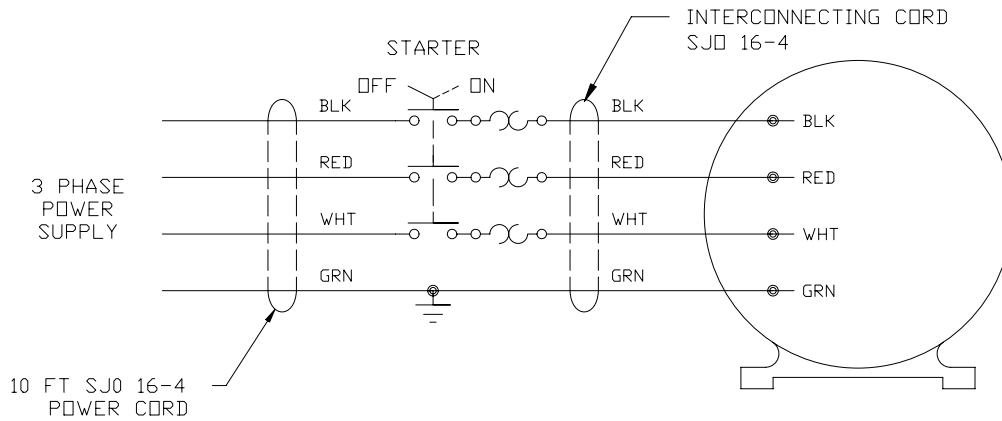 INTERCONNECTING CORD
SJO 16-4
STARTER
OFF ON
BLK BLK BLK
RED RED RED
3 PHASE
POWER
SUPPLY
WHT WHT WHT
GRN GRN GRN
10 FT SJO 16-4
POWER CORD